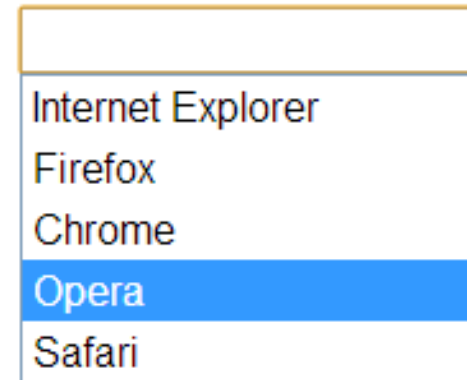 Internet Explorer
Firefox
Chrome
Opera
Safari